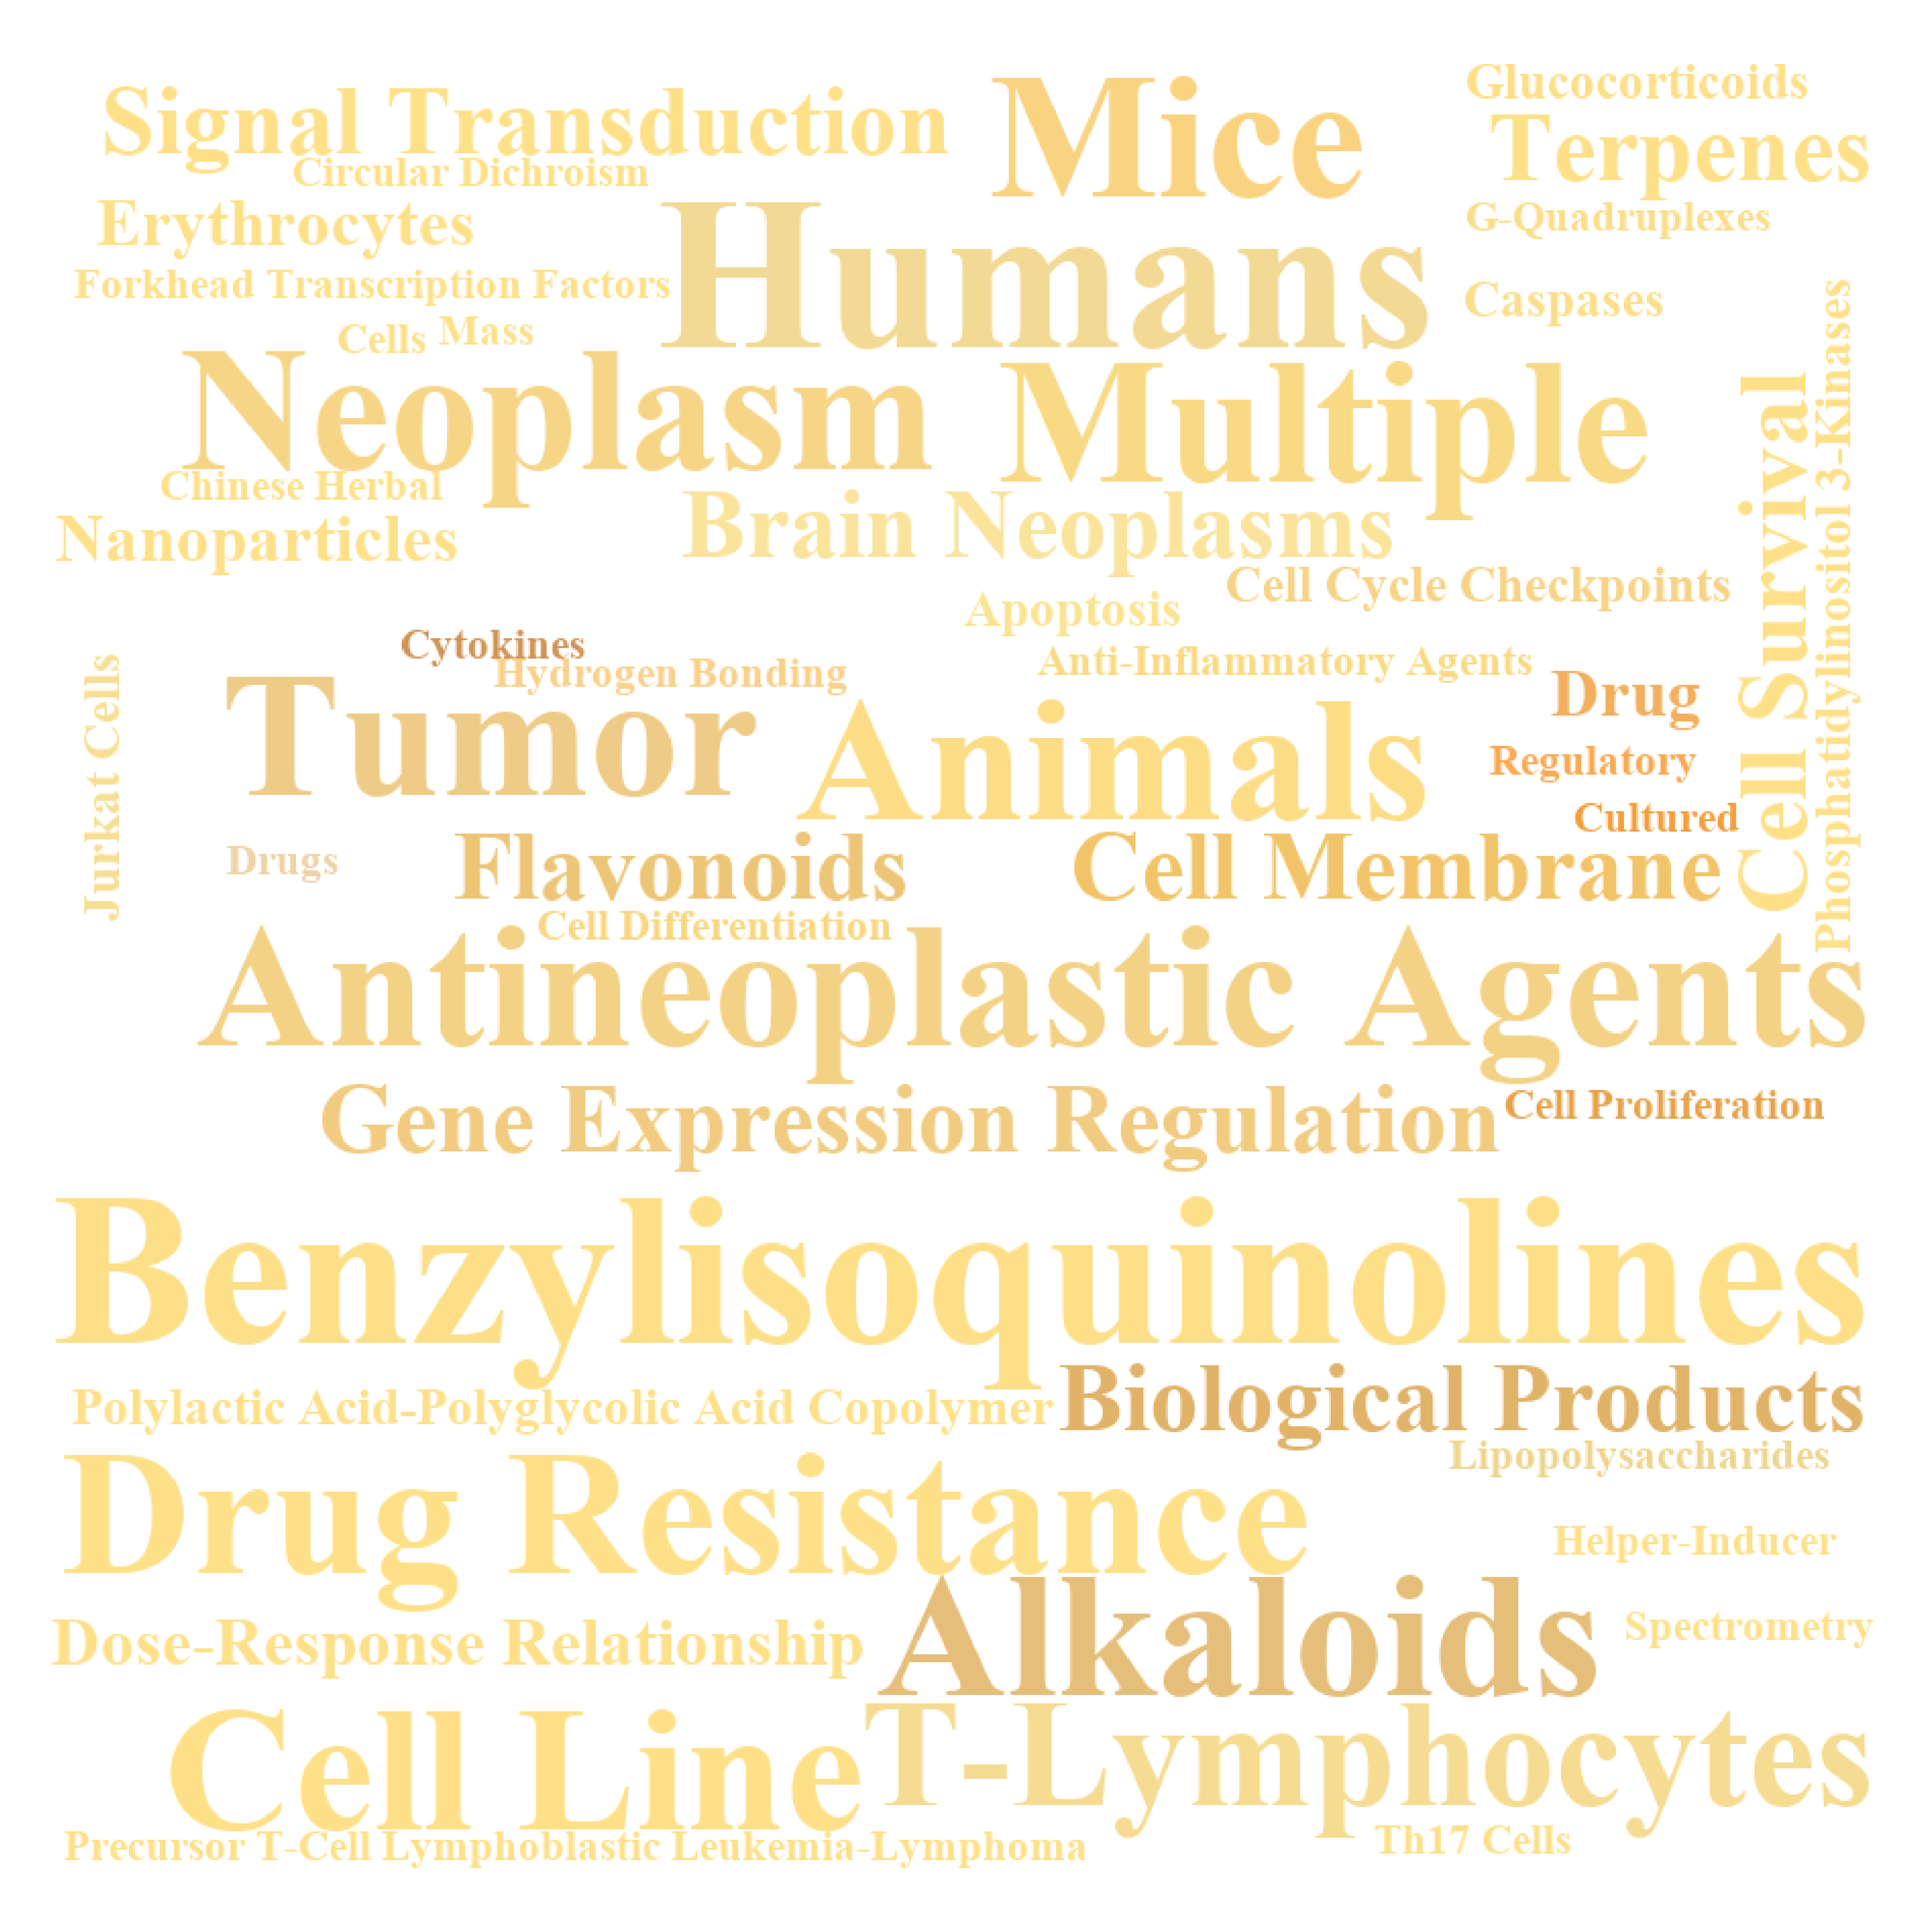 Glucocorticoids
Signal Transduction
Mice
Terpenes
Circular Dichroism
Erythrocytes
G-Quadruplexes
Humans
Forkhead Transcription Factors
Caspases
Cells
Mass
Neoplasm
Multiple
Chinese Herbal
Brain Neoplasms
Nanoparticles
Cell Survival
Phosphatidylinositol 3-Kinases
Cell Cycle Checkpoints
Apoptosis
Cytokines
Hydrogen Bonding
Anti-Inflammatory Agents
Drug
Jurkat Cells
Tumor
Animals
Regulatory
Cultured
Drugs
Flavonoids
Cell Membrane
Cell Differentiation
Antineoplastic Agents
Gene Expression Regulation
Cell Proliferation
Benzylisoquinolines
Polylactic Acid-Polyglycolic Acid Copolymer
Biological Products
Lipopolysaccharides
Drug Resistance
Helper-Inducer
Alkaloids
Dose-Response Relationship
Spectrometry
Cell Line
T-Lymphocytes
Precursor T-Cell Lymphoblastic Leukemia-Lymphoma
Th17 Cells